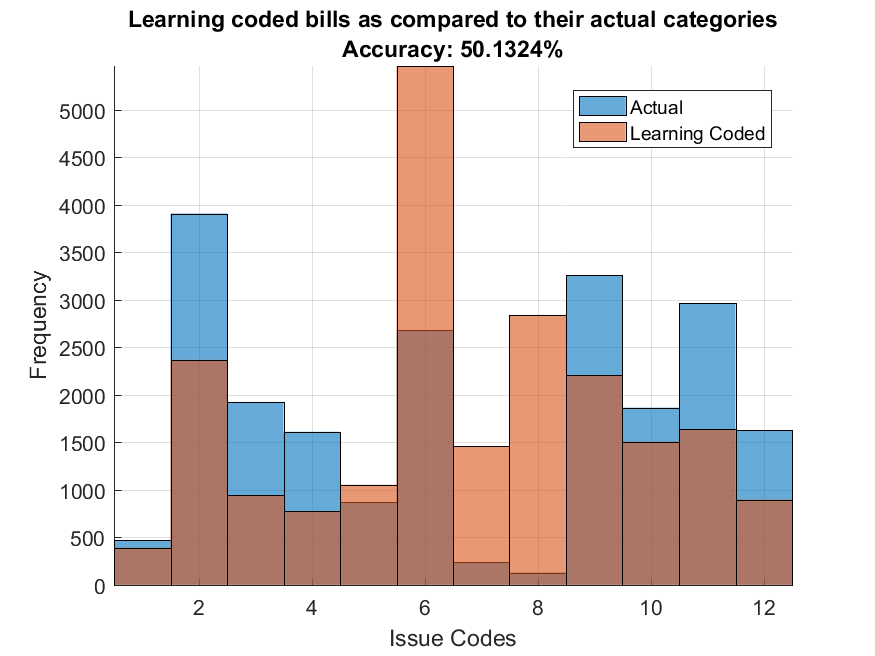 Learning coded bills as compared to their actual categories
Accuracy: 50.1324%
Actual
Learning Coded
5000
4500
4000
3500
3000
2500
2000
1500
1000
500
0
Frequency
2 4 6 8 10 12
Issue Codes